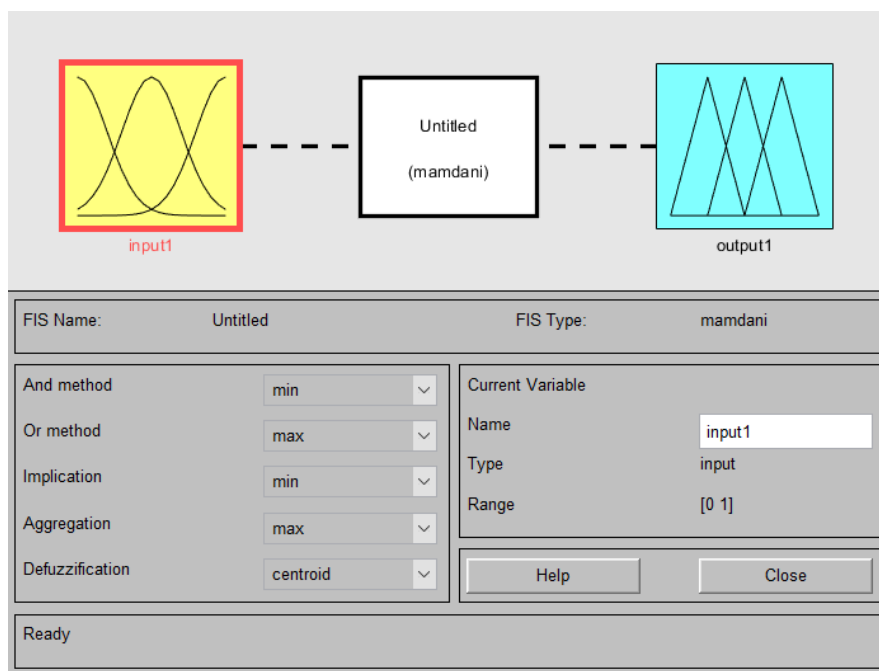 Untitled
(mamdani)
input1
output1
FIS Name: Untitled FIS Type: mamdani
And method min
Or method max
Implication min
Aggregation max
Defuzzification centroid
Current Variable
Name input1
Type input
Range [0 1]
Help Close
Ready